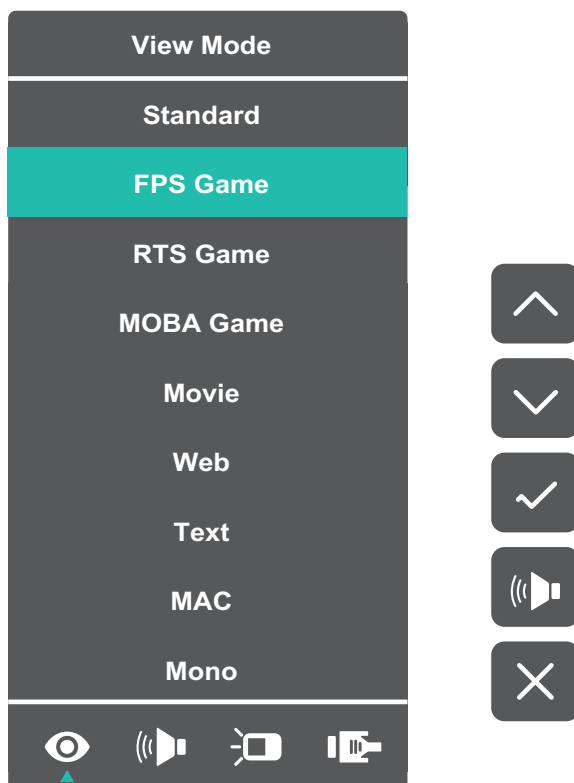 View Mode
Standard
FPS Game
RTS Game
MOBA Game
Movie
Web
Text
MAC
Mono